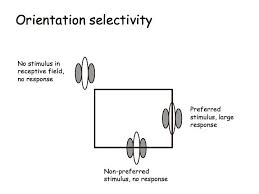 Orientation selectivity
No stimulus in
receptive field,
no response
Preferred
stimulus, large
response
Non-preferred
stimulus, no response